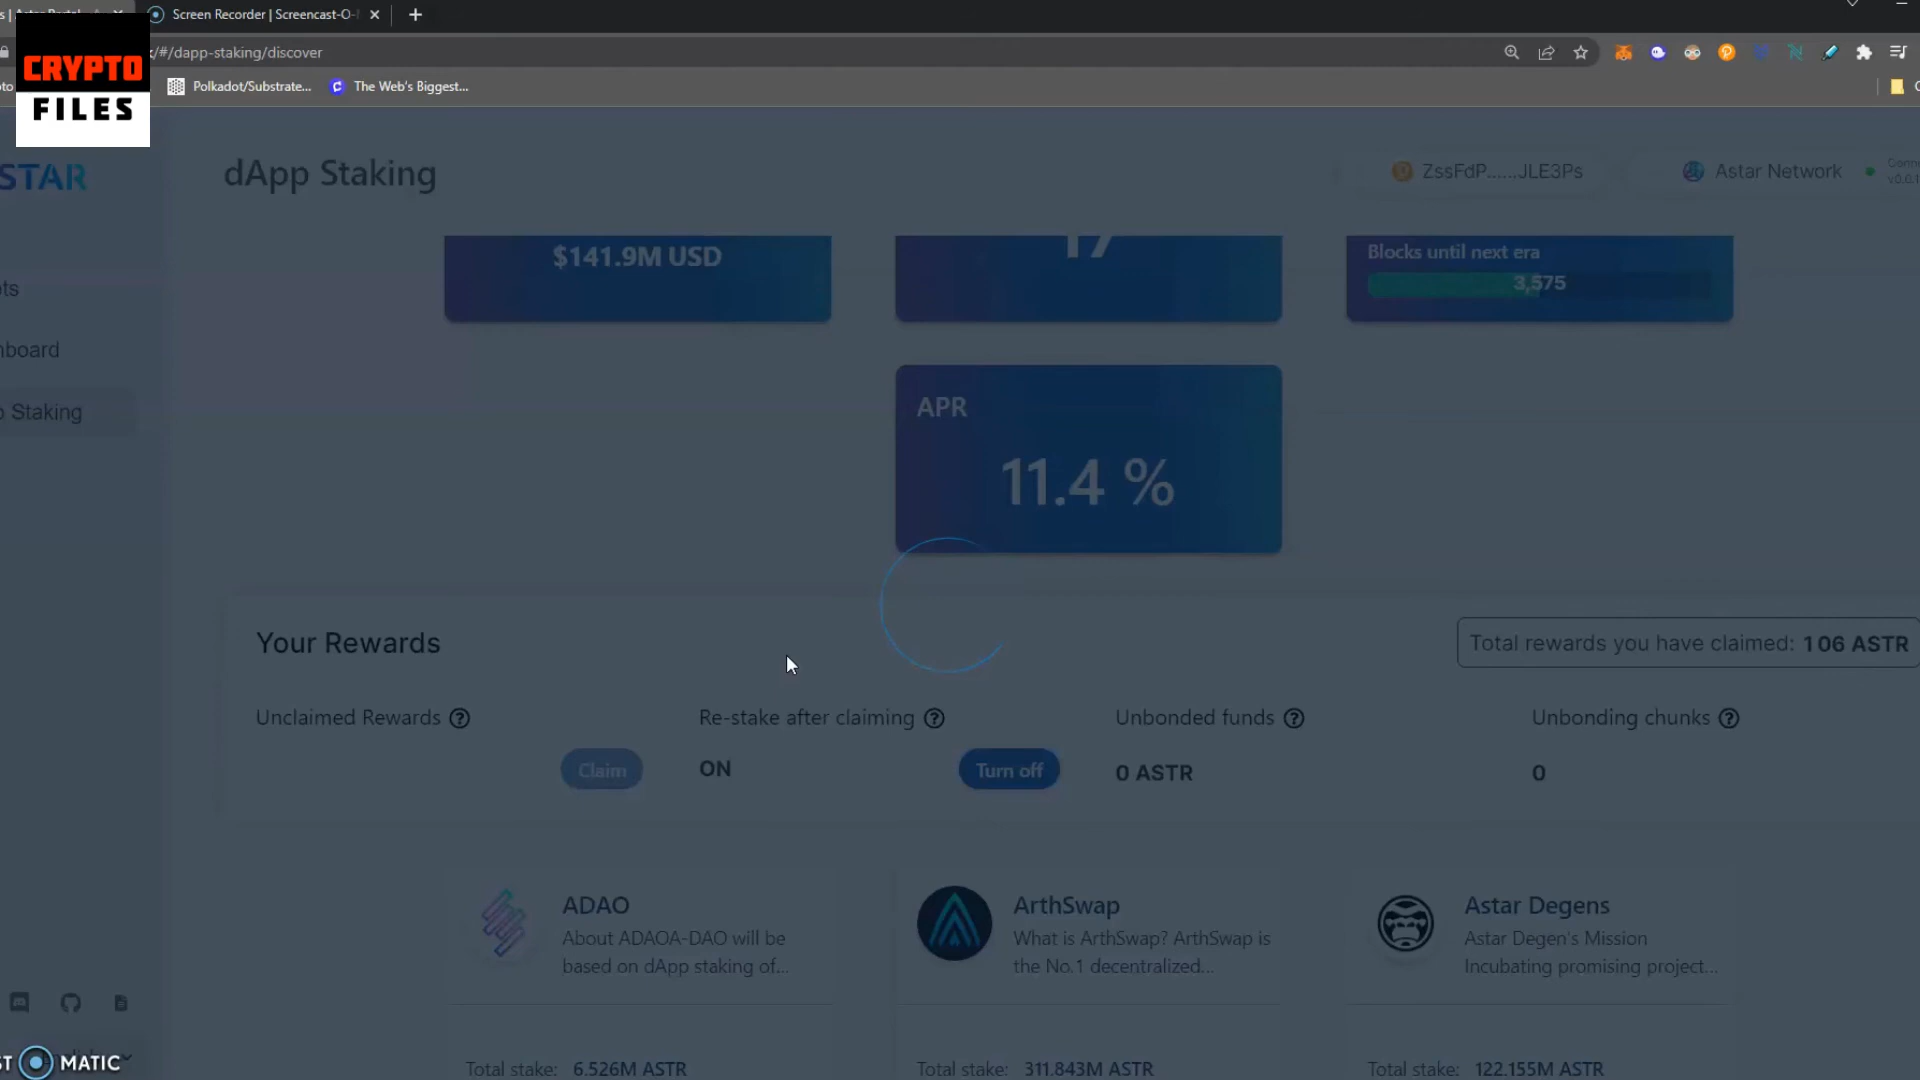 Screen Recorder | Screencast-O-
CRYPTO
FILES
/#/dapp-staking/discover
Polkadot/Substrate...
The Web's Biggest...
STAR
dApp Staking
ZssFdP......JLE3Ps
Astar Network
$141.9M USD
17
Blocks until next era
3,575
APR
11.4 %
Staking
Your Rewards
Total rewards you have claimed: 106 ASTR
Unclaimed Rewards
Re-stake after claiming
Unbonded funds
Unbonding chunks
Claim
ON
Turn off
0 ASTR
0
ADAO
About ADAOA-DAO will be
based on dApp staking of...
ArthSwap
What is ArthSwap? ArthSwap is
the No.1 decentralized...
Astar Degens
Astar Degen's Mission
Incubating promising project...
Total stake: 6.526M ASTR
Total stake: 311.843M ASTR
Total stake: 122.155M ASTR
MATIC